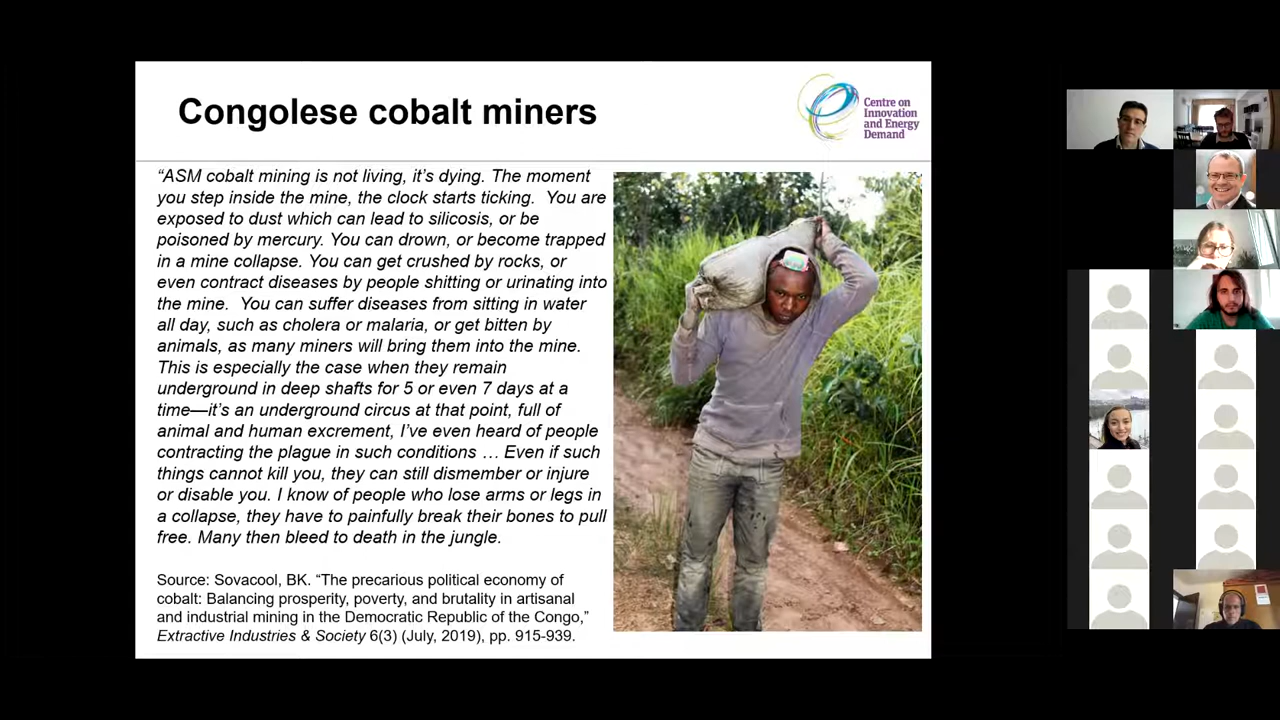 Congolese cobalt miners
Centre on
Innovation
and Energy
Demand
“ASM cobalt mining is not living, it’s dying. The moment
you step inside the mine, the clock starts ticking.  You are
exposed to dust which can lead to silicosis, or be
poisoned by mercury. You can drown, or become trapped
in a mine collapse. You can get crushed by rocks, or
even contract diseases by people shitting or urinating into
the mine.  You can suffer diseases from sitting in water
all day, such as cholera or malaria, or get bitten by
animals, as many miners will bring them into the mine.
This is especially the case when they remain
underground in deep shafts for 5 or even 7 days at a
time—it’s an underground circus at that point, full of
animal and human excrement, I’ve even heard of people
contracting the plague in such conditions … Even if such
things cannot kill you, they can still dismember or injure
or disable you. I know of people who lose arms or legs in
a collapse, they have to painfully break their bones to pull
free. Many then bleed to death in the jungle.
Source: Sovacool, BK. “The precarious political economy of
cobalt: Balancing prosperity, poverty, and brutality in artisanal
and industrial mining in the Democratic Republic of the Congo,”
Extractive Industries & Society 6(3) (July, 2019), pp. 915-939.